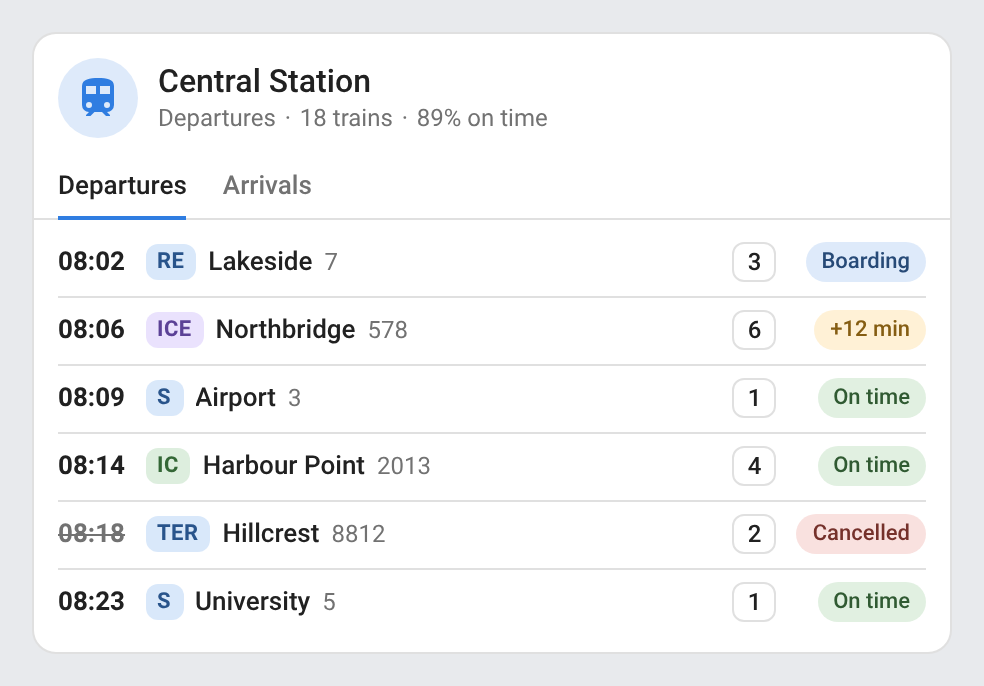 Central Station
Departures · 18 trains · 89% on time
Departures Arrivals
08:02 RE Lakeside 7 3 Boarding
08:06 ICE Northbridge 578 6 +12 min
08:09 S Airport 3 1 On time
08:14 IC Harbour Point 2013 4 On time
08:18 TER Hillcrest 8812 2 Cancelled
08:23 S University 5 1 On time